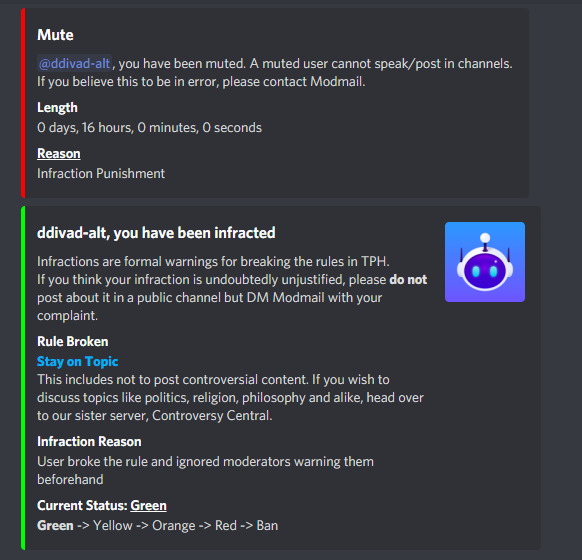 Mute
@ddivad-alt, you have been muted. A muted user cannot speak/post in channels.
If you believe this to be in error, please contact Modmail.
Length
0 days, 16 hours, 0 minutes, 0 seconds
Reason
Infraction Punishment
ddivad-alt, you have been infracted
Infractions are formal warnings for breaking the rules in TPH.
If you think your infraction is undoubtedly unjustified, please do not
post about it in a public channel but DM Modmail with your
complaint.
Rule Broken
Stay on Topic
This includes not to post controversial content. If you wish to
discuss topics like politics, religion, philosophy and alike, head over
to our sister server, Controversy Central.
Infraction Reason
User broke the rule and ignored moderators warning them
beforehand
Current Status: Green
Green -> Yellow -> Orange -> Red -> Ban